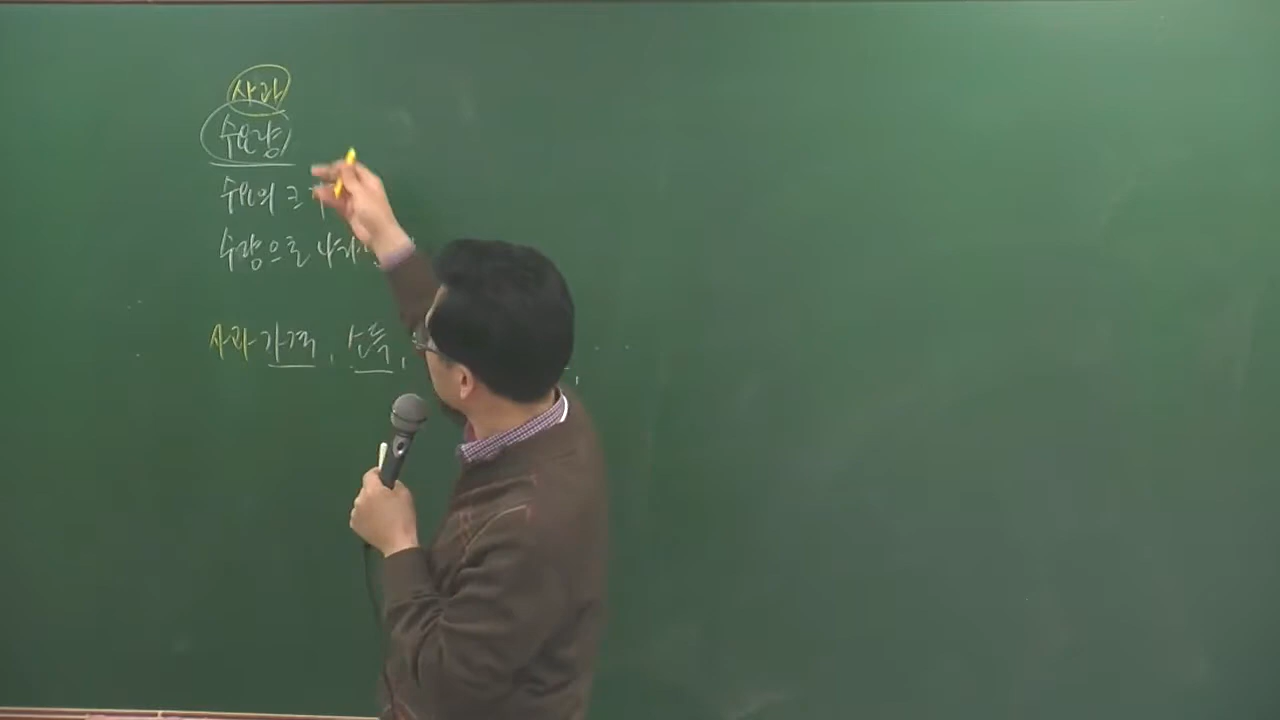 사과
수요량
수요의 크
수량으로 나타
사과 가격, 소득,